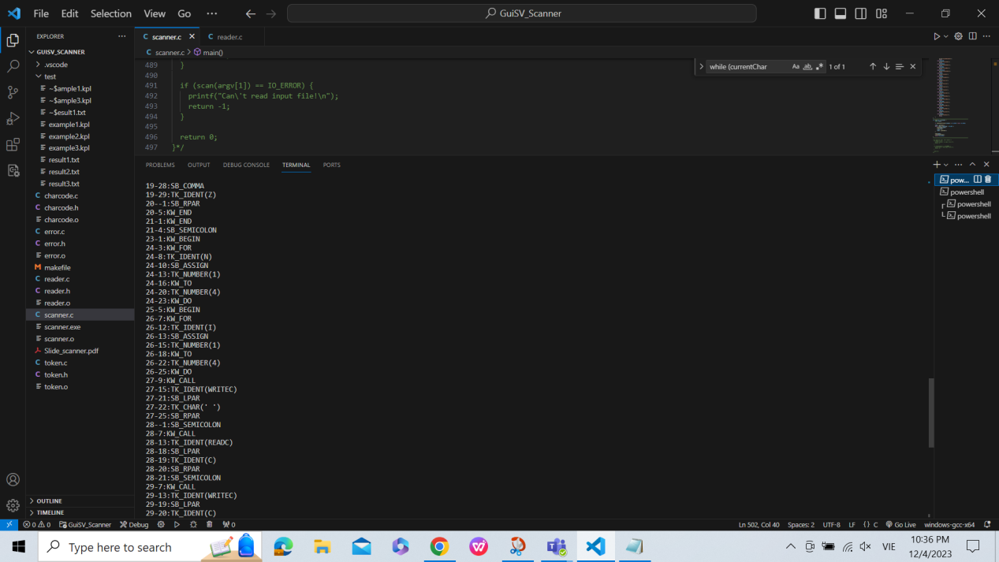 File Edit Selection View Go ··· GuiSV_Scanner
EXPLORER ···
GUISV_SCANNER
.vscode
test
~$ample1.kpl
~$ample3.kpl
~$esult1.txt
example1.kpl
example2.kpl
example3.kpl
result1.txt
result2.txt
result3.txt
charcode.c
charcode.h
charcode.o
error.c
error.h
error.o
makefile
reader.c
reader.h
reader.o
scanner.c
scanner.exe
scanner.o
Slide_scanner.pdf
token.c
token.h
token.o
OUTLINE
TIMELINE
scanner.c reader.c
scanner.c > main()
while (currentChar Aa ab .* 1 of 1
489 }
490
491 if (scan(argv[1]) == IO_ERROR) {
492 printf("Can\'t read input file!\n");
493 return -1;
494 }
495
496 return 0;
497 }*/
PROBLEMS OUTPUT DEBUG CONSOLE TERMINAL PORTS
19-28:SB_COMMA
19-29:TK_IDENT(Z)
20--1:SB_RPAR
20-5:KW_END
21-1:KW_END
21-4:SB_SEMICOLON
23-1:KW_BEGIN
24-3:KW_FOR
24-8:TK_IDENT(N)
24-10:SB_ASSIGN
24-13:TK_NUMBER(1)
24-16:KW_TO
24-20:TK_NUMBER(4)
24-23:KW_DO
25-5:KW_BEGIN
26-7:KW_FOR
26-12:TK_IDENT(I)
26-13:SB_ASSIGN
26-15:TK_NUMBER(1)
26-18:KW_TO
26-22:TK_NUMBER(4)
26-25:KW_DO
27-9:KW_CALL
27-15:TK_IDENT(WRITEC)
27-21:SB_LPAR
27-22:TK_CHAR(' ')
27-25:SB_RPAR
28--1:SB_SEMICOLON
28-7:KW_CALL
28-13:TK_IDENT(READC)
28-18:SB_LPAR
28-19:TK_IDENT(C)
28-20:SB_RPAR
28-21:SB_SEMICOLON
29-7:KW_CALL
29-13:TK_IDENT(WRITEC)
29-19:SB_LPAR
29-20:TK_IDENT(C)
pow...
powershell
powershell
powershell
0 0 GuiSV_Scanner Debug 0 Ln 502, Col 40 Spaces: 2 UTF-8 LF {} C Go Live windows-gcc-x64
Type here to search VIE 10:36 PM
12/4/2023